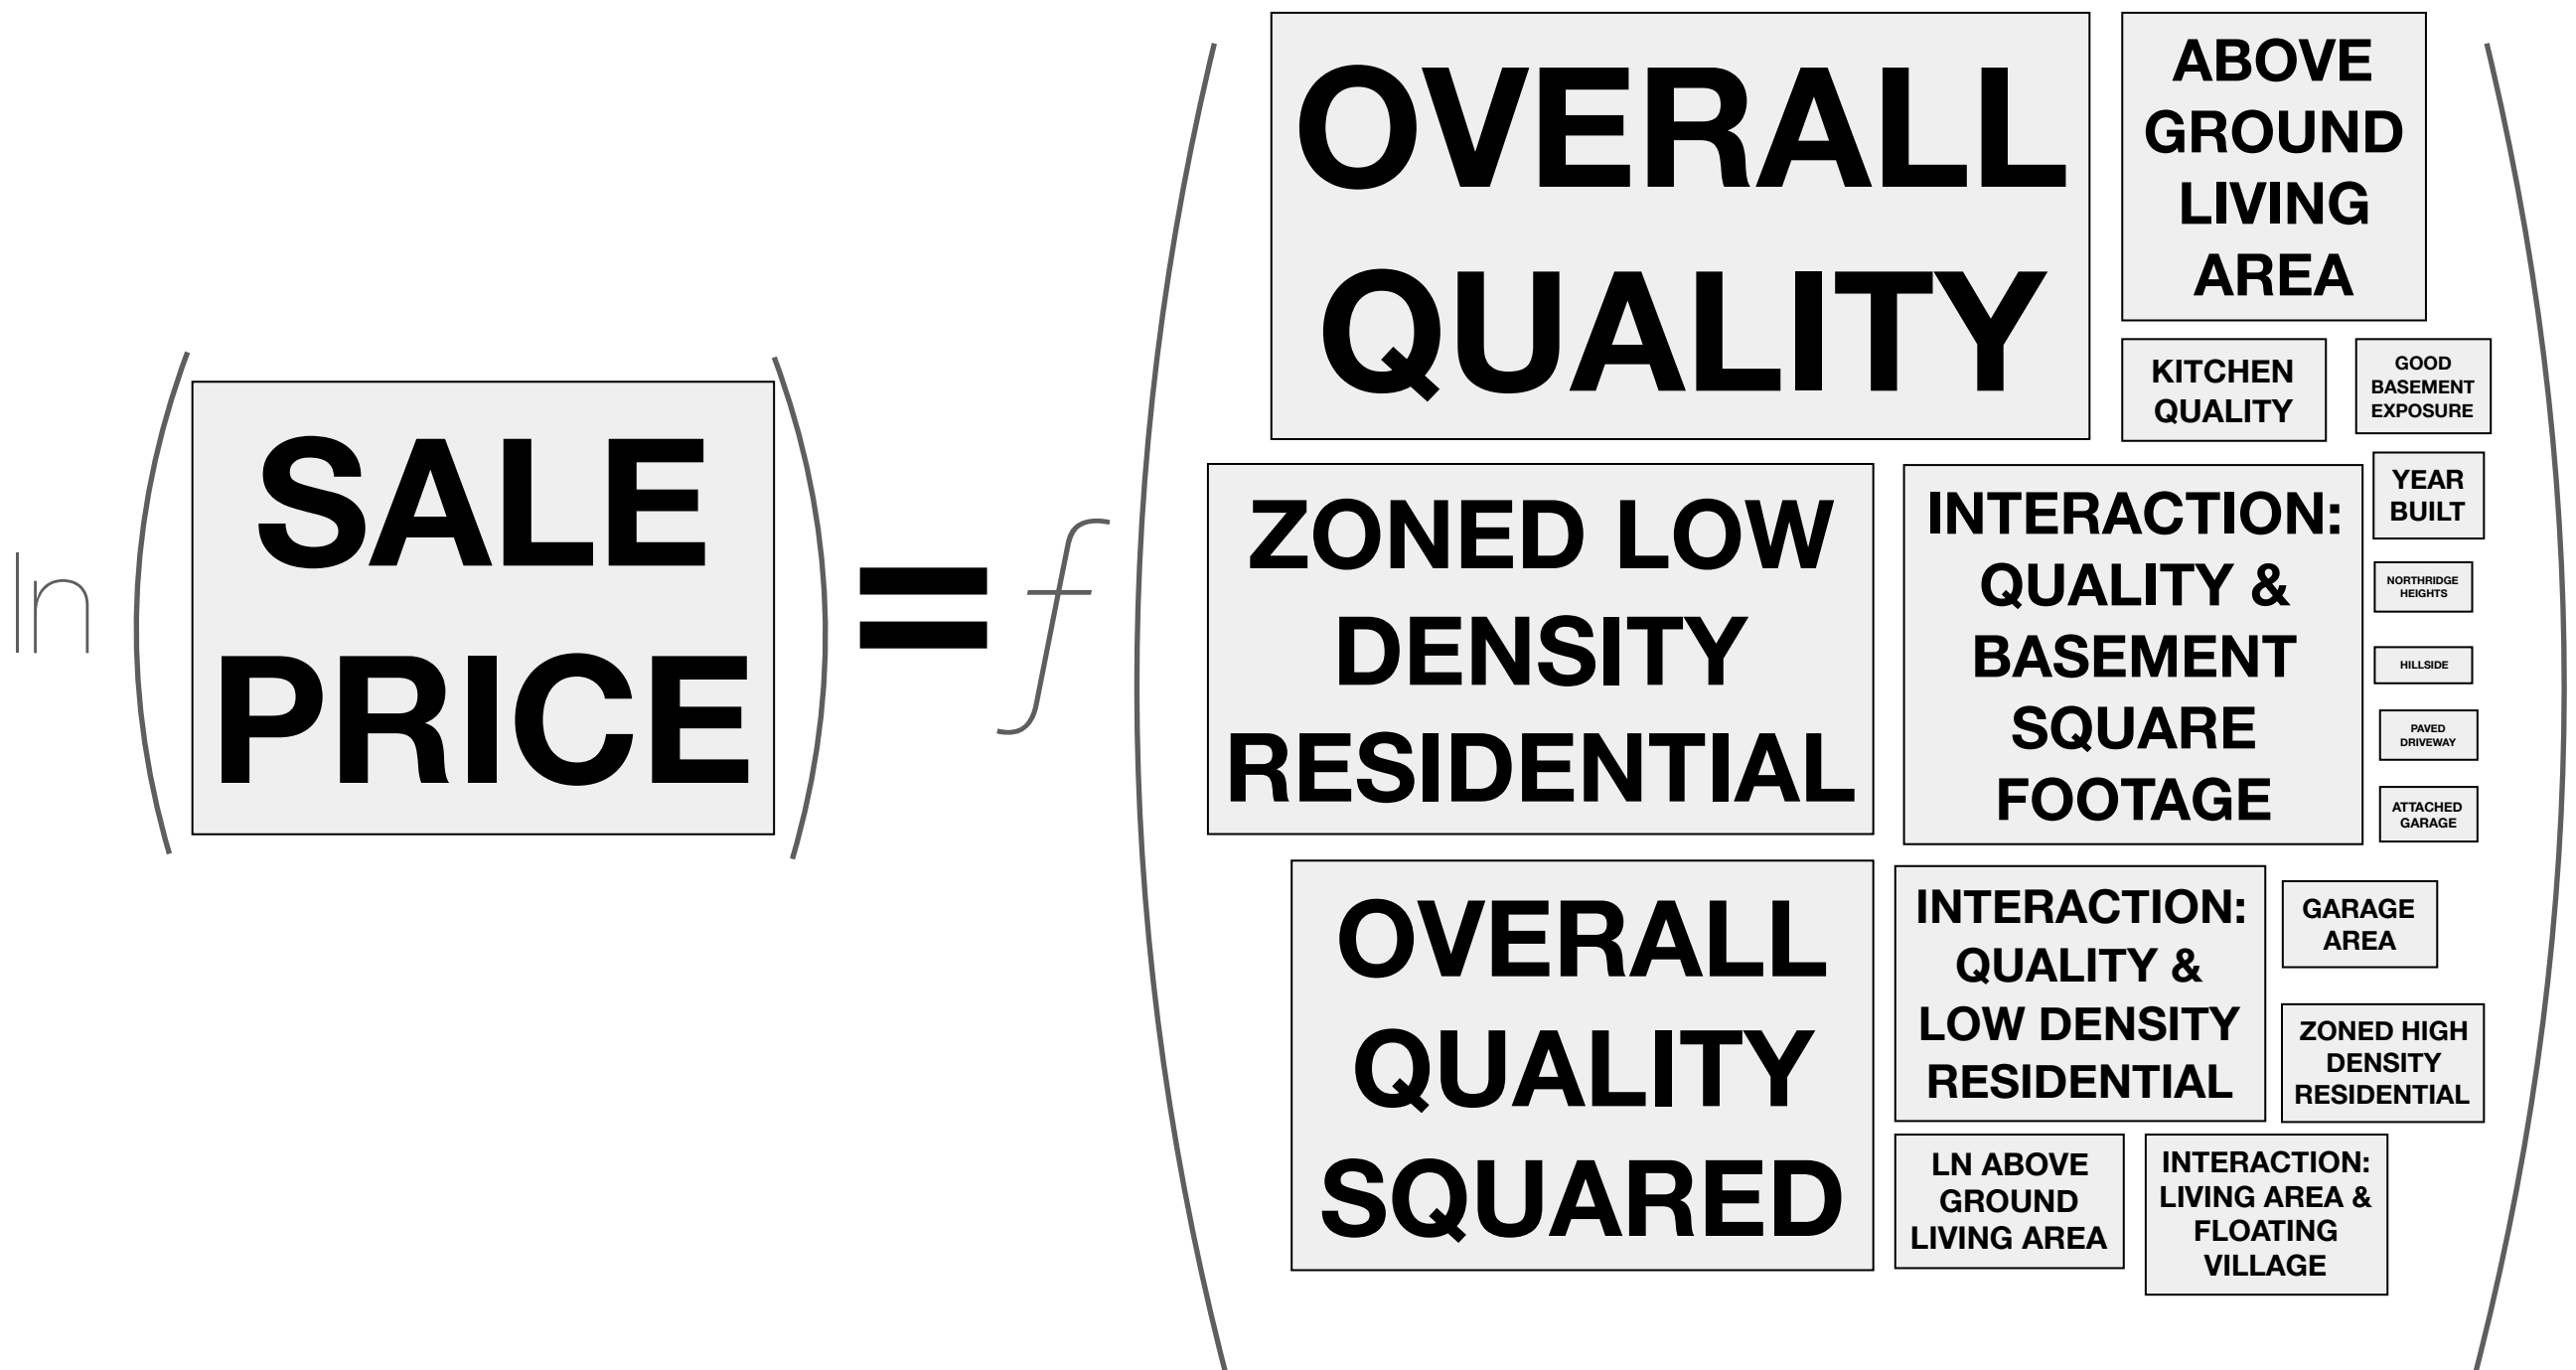 ln
SALE
PRICE
=
f
OVERALL
QUALITY
ABOVE
GROUND
LIVING
AREA
KITCHEN
QUALITY
GOOD
BASEMENT
EXPOSURE
ZONED LOW
DENSITY
RESIDENTIAL
INTERACTION:
QUALITY &
BASEMENT
SQUARE
FOOTAGE
YEAR
BUILT
NORTHRIDGE
HEIGHTS
HILLSIDE
PAVED
DRIVEWAY
ATTACHED
GARAGE
OVERALL
QUALITY
SQUARED
INTERACTION:
QUALITY &
LOW DENSITY
RESIDENTIAL
GARAGE
AREA
ZONED HIGH
DENSITY
RESIDENTIAL
LN ABOVE
GROUND
LIVING AREA
INTERACTION:
LIVING AREA &
FLOATING
VILLAGE